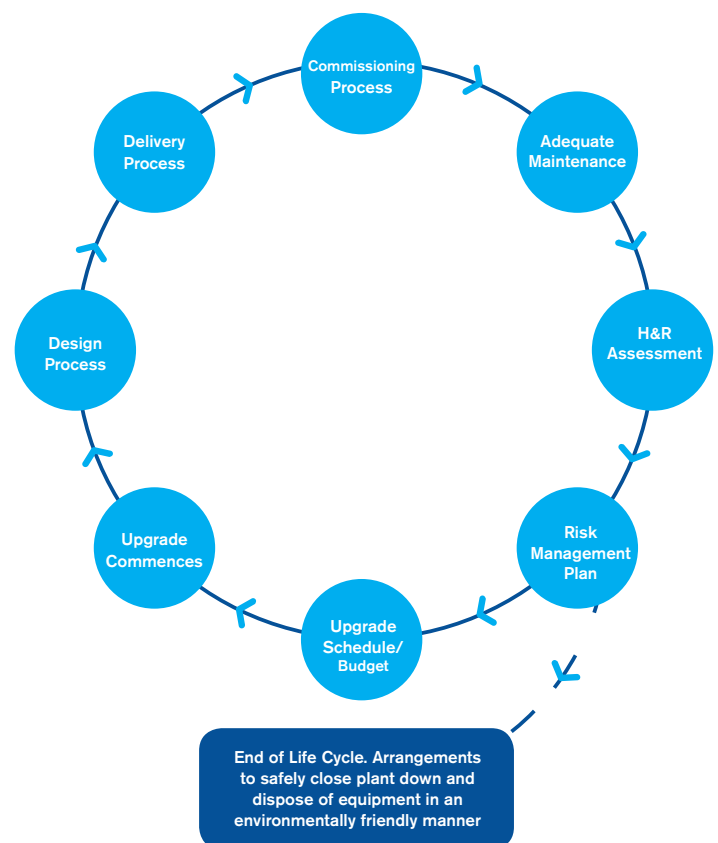 Commissioning
Process
Adequate
Maintenance
H&R
Assessment
Risk
Management
Plan
Upgrade
Schedule/
Budget
Upgrade
Commences
Design
Process
Delivery
Process
End of Life Cycle. Arrangements
to safely close plant down and
dispose of equipment in an
environmentally friendly manner